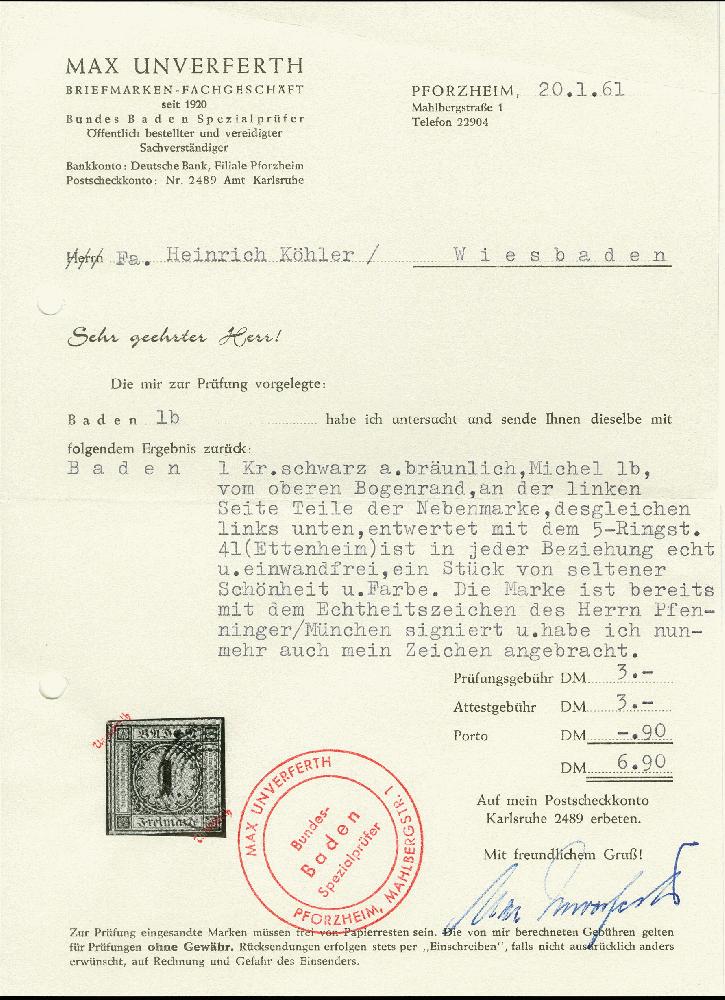 MAX UNVERFERTH
BRIEFMARKEN-FACHGESCHÄFT
seit 1920
Bundes Baden Spezialprüfer
Öffentlich bestellter und vereidigter
Sachverständiger
Bankkonto: Deutsche Bank, Filiale Pforzheim
Postscheckkonto: Nr. 2489 Amt Karlsruhe
PFORZHEIM, 20.1.61
Mahlbergstraße 1
Telefon 22904
Herrn Fa. Heinrich Köhler / Wiesbaden
Sehr geehrter Herr!
Die mir zur Prüfung vorgelegte:
Baden 1b habe ich untersucht und sende Ihnen dieselbe mit
folgendem Ergebnis zurück:
Baden 1 Kr.schwarz a.bräunlich,Michel 1b,
vom oberen Bogenrand,an der linken
Seite Teile der Nebenmarke,desgleichen
links unten,entwertet mit dem 5-Ringst.
41(Ettenheim)ist in jeder Beziehung echt
u.einwandfrei,ein Stück von seltener
Schönheit u.Farbe. Die Marke ist bereits
mit dem Echtheitszeichen des Herrn Pfen-
ninger/München signiert u.habe ich nun-
mehr auch mein Zeichen angebracht.
Prüfungsgebühr DM 3.-
Attestgebühr DM 3.-
Porto DM -.90
DM 6.90
Auf mein Postscheckkonto
Karlsruhe 2489 erbeten.
Mit freundlichem Gruß!
Max Unverferth
BADEN
1.
Freimarke
MAX UNVERFERTH
PFORZHEIM, MAHLBERGSTR. 1
Bundes-
Baden
Spezialprüfer
Zur Prüfung eingesandte Marken müssen frei von Papierresten sein. Die von mir berechneten Gebühren gelten
für Prüfungen ohne Gewähr. Rücksendungen erfolgen stets per „Einschreiben", falls nicht ausdrücklich anders
erwünscht, auf Rechnung und Gefahr des Einsenders.